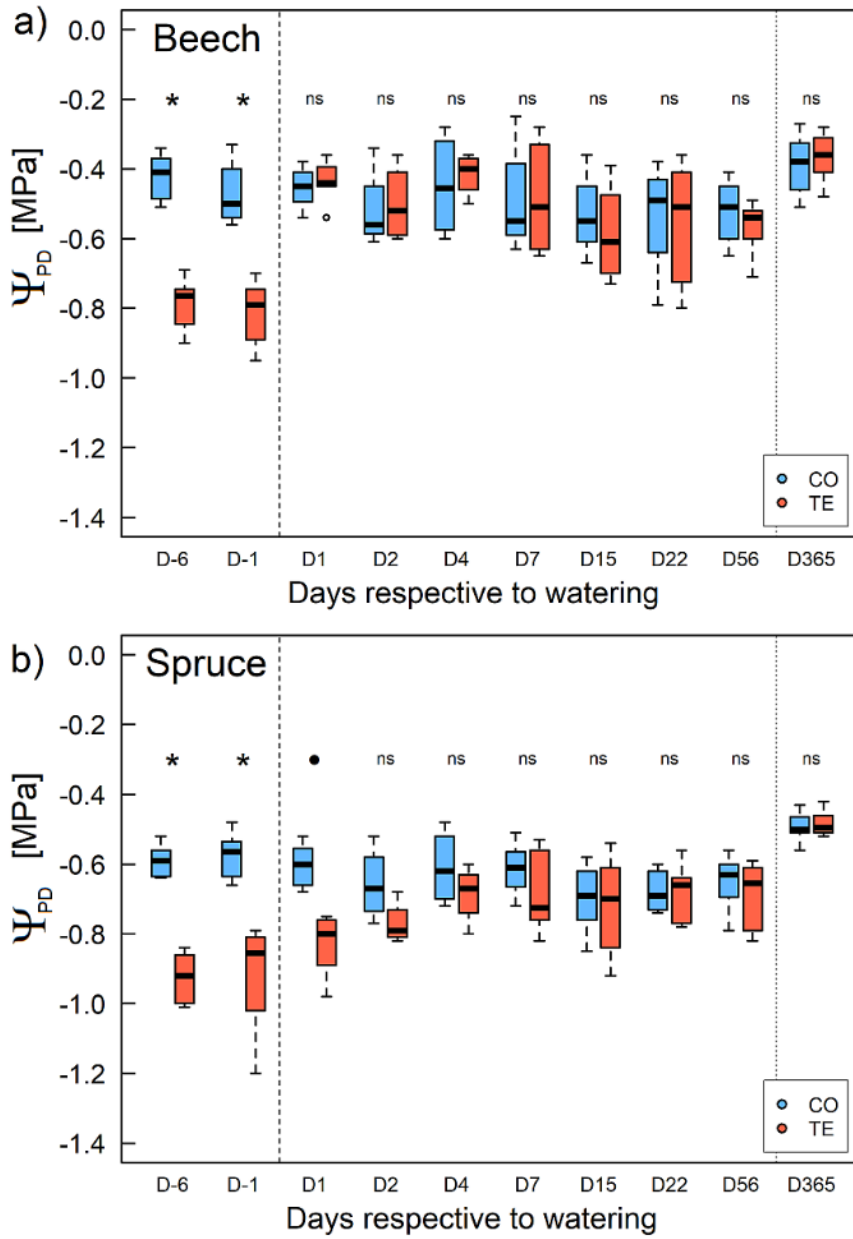 a)
Beech
0.0
-0.2
-0.4
-0.6
-0.8
-1.0
-1.2
-1.4
Ψ_PD [MPa]
* * ns ns ns ns ns ns ns ns
CO
TE
D-6 D-1 D1 D2 D4 D7 D15 D22 D56 D365
Days respective to watering
b)
Spruce
0.0
-0.2
-0.4
-0.6
-0.8
-1.0
-1.2
-1.4
Ψ_PD [MPa]
* * • ns ns ns ns ns ns ns
CO
TE
D-6 D-1 D1 D2 D4 D7 D15 D22 D56 D365
Days respective to watering